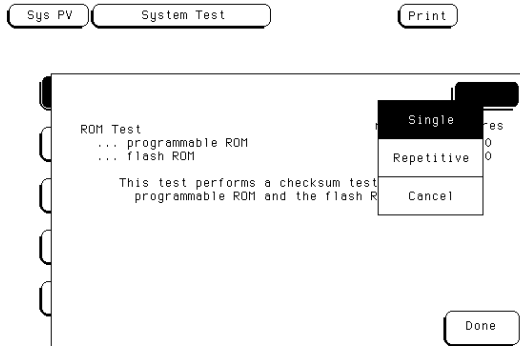 Sys PV System Test Print
Single
ROM Test
... programmable ROM 0
... flash ROM 0
Repetitive
This test performs a checksum test
programmable ROM and the flash
Cancel
Done